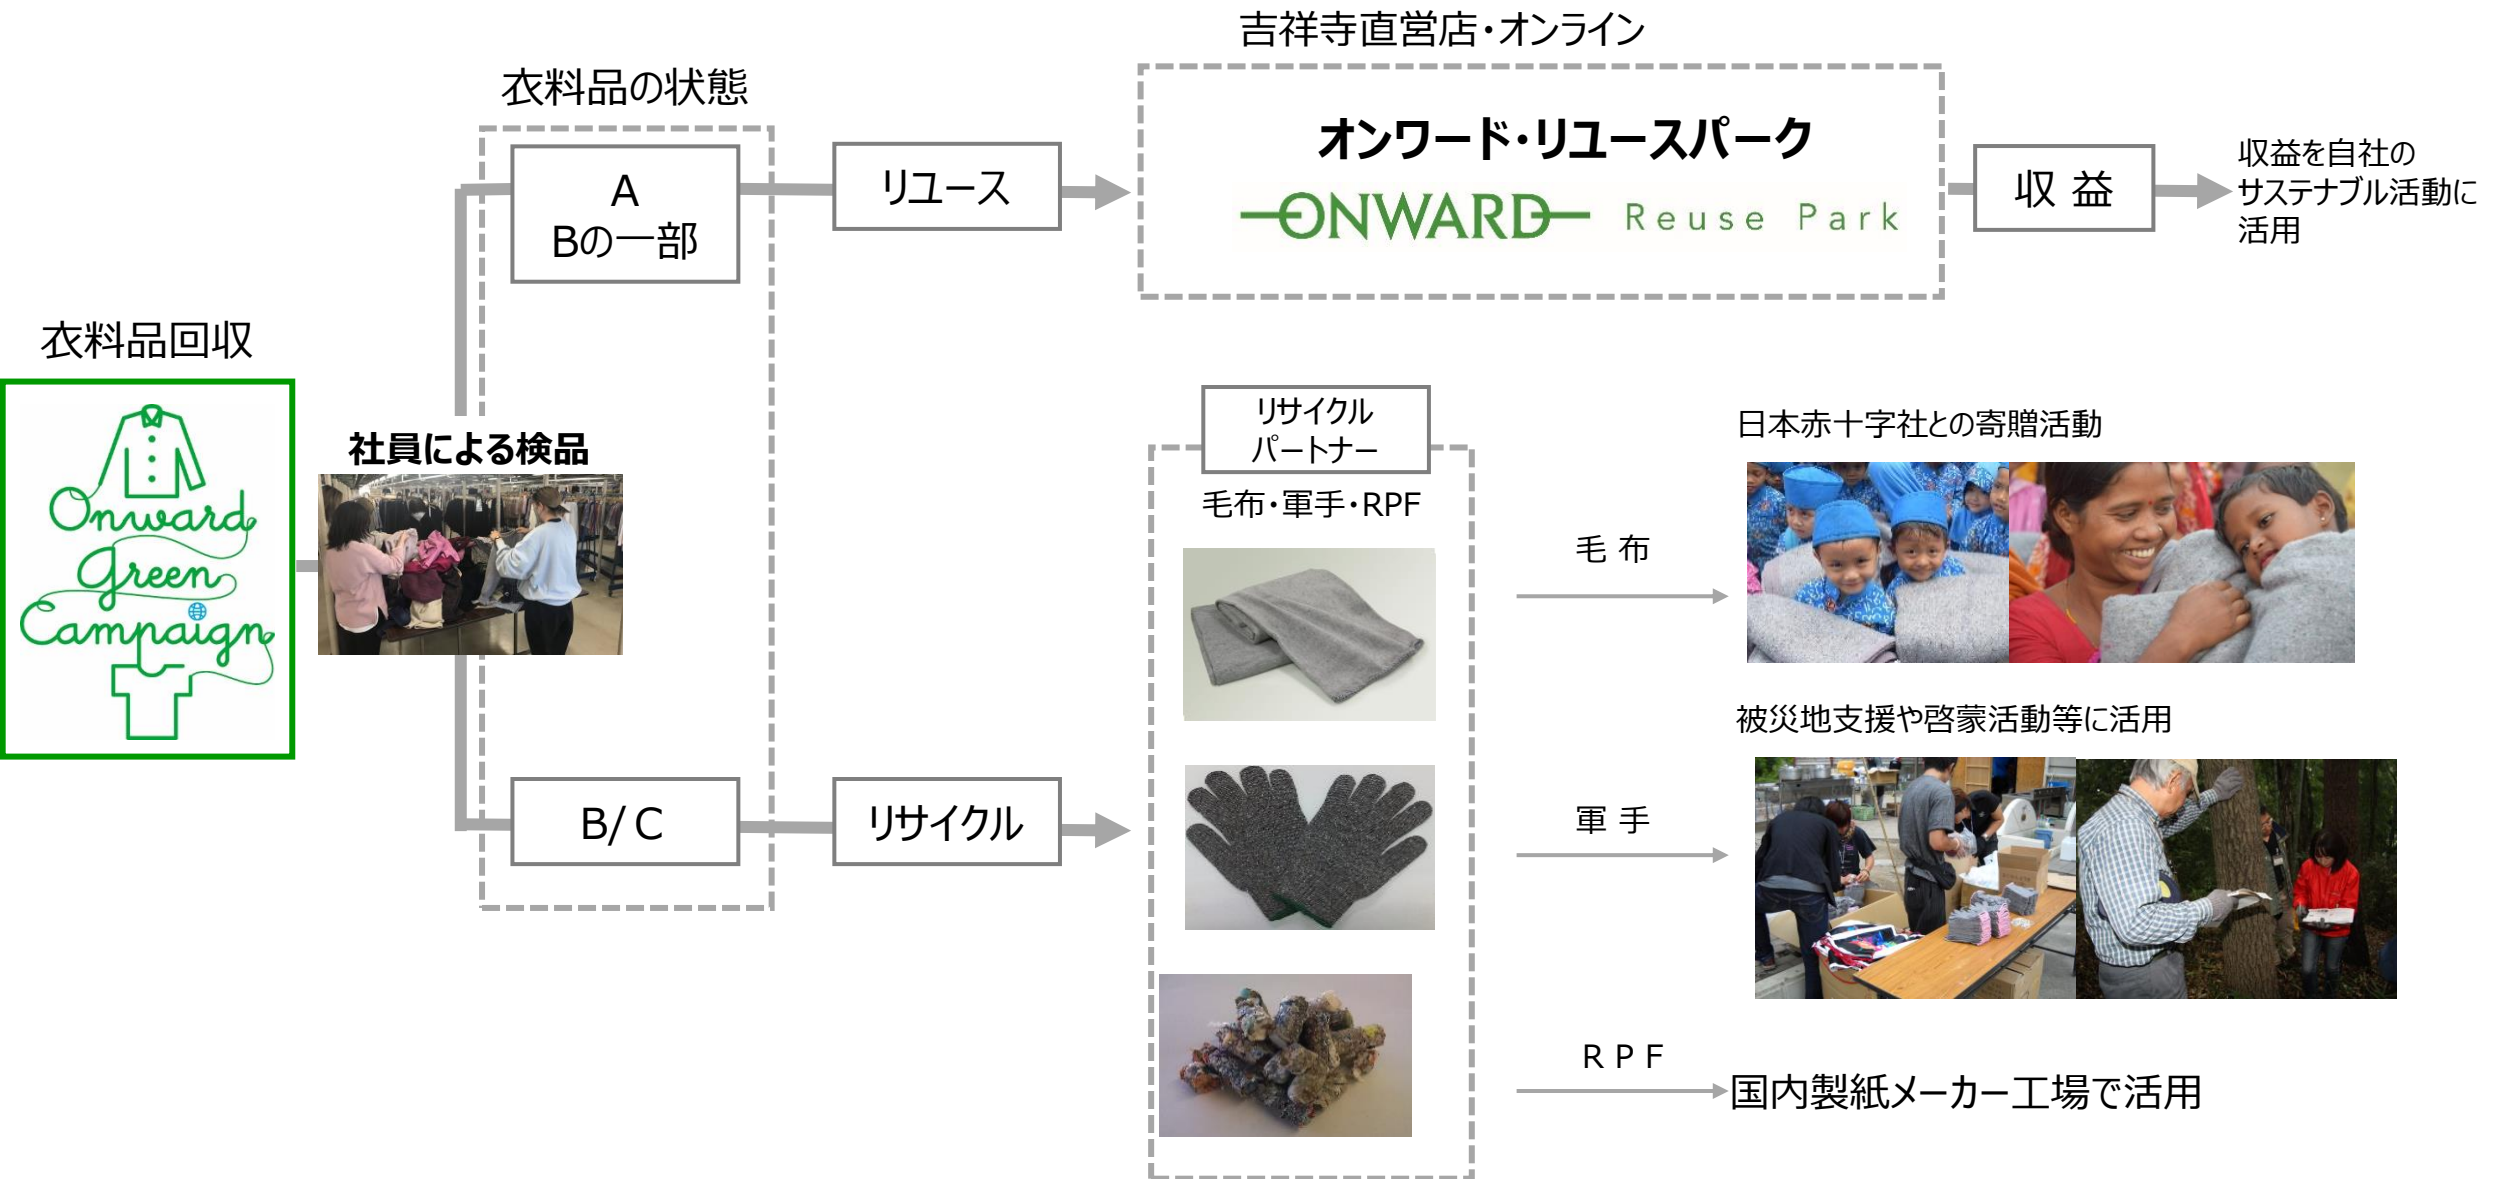 吉祥寺直営店・オンライン
衣料品の状態
A
Bの一部
リユース
オンワード・リユースパーク
ONWARD Reuse Park
収 益
収益を自社の
サステナブル活動に
活用
衣料品回収
Onward
Green
Campaign
社員による検品
B/ C
リサイクル
リサイクル
パートナー
毛布・軍手・RPF
毛 布
日本赤十字社との寄贈活動
軍 手
被災地支援や啓蒙活動等に活用
R P F
国内製紙メーカー工場で活用